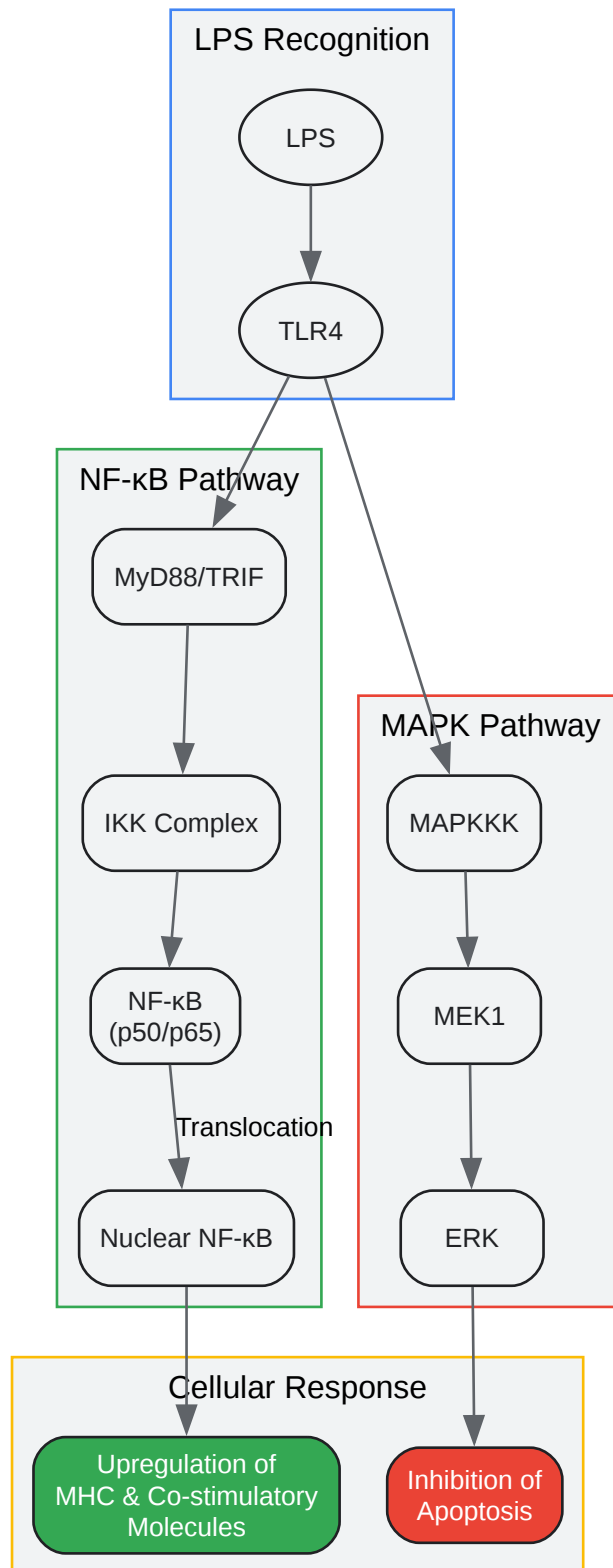 LPS Recognition
LPS
TLR4
NF-κB Pathway
MyD88/TRIF
IKK Complex
NF-κB
(p50/p65)
Translocation
Nuclear NF-κB
MAPK Pathway
MAPKKK
MEK1
ERK
Cellular Response
Upregulation of
MHC & Co-stimulatory
Molecules
Inhibition of
Apoptosis